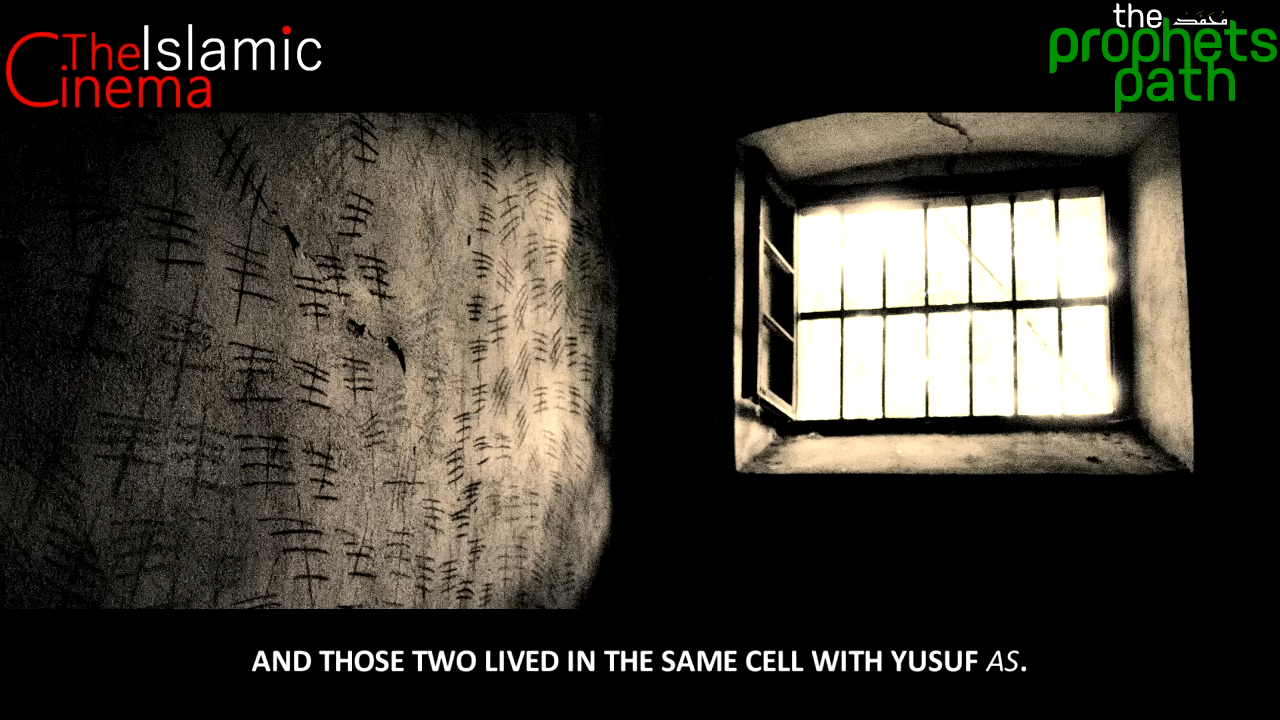 TheIslamic
Cinema
the مُحَمَّد
prophets
path
AND THOSE TWO LIVED IN THE SAME CELL WITH YUSUF AS.